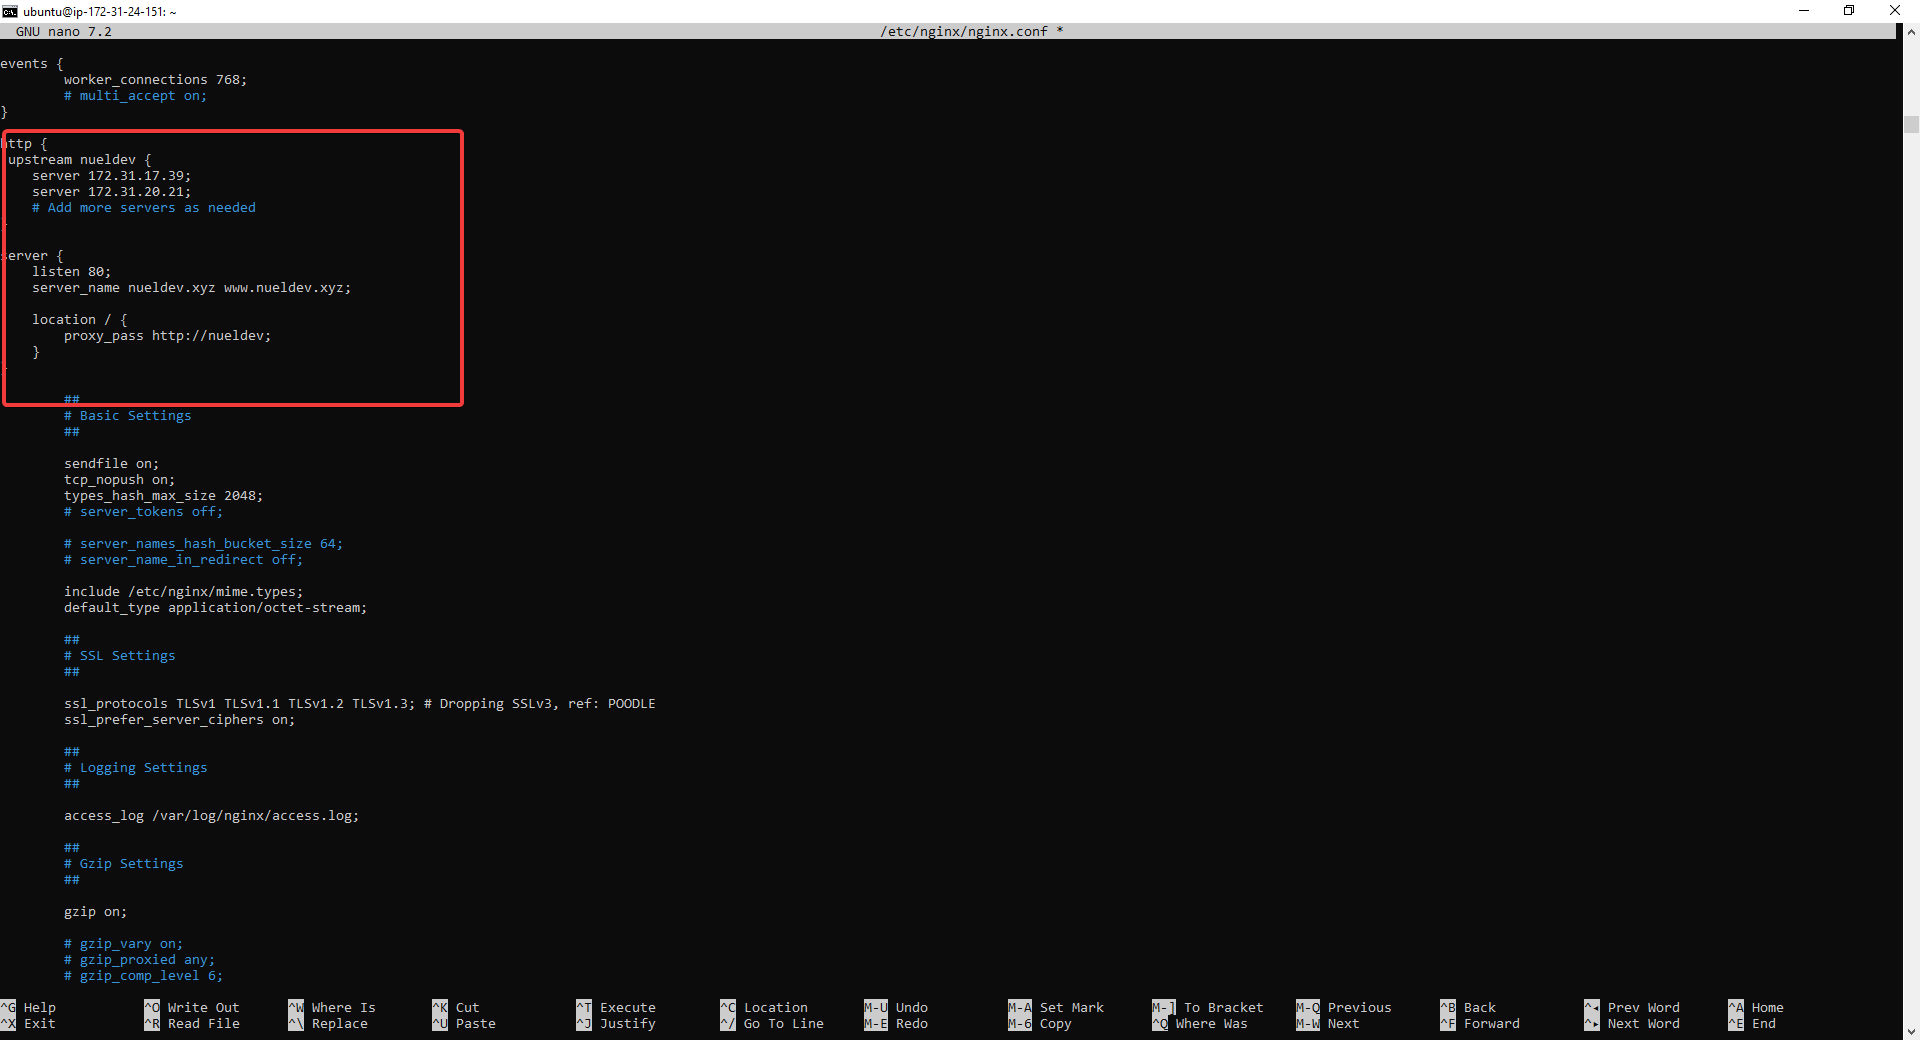 ubuntu@ip-172-31-24-151: ~
GNU nano 7.2 /etc/nginx/nginx.conf *
events {
worker_connections 768;
# multi_accept on;
}
http {
upstream nueldev {
server 172.31.17.39;
server 172.31.20.21;
# Add more servers as needed
}
server {
listen 80;
server_name nueldev.xyz www.nueldev.xyz;
location / {
proxy_pass http://nueldev;
}
}
##
# Basic Settings
##
sendfile on;
tcp_nopush on;
types_hash_max_size 2048;
# server_tokens off;
# server_names_hash_bucket_size 64;
# server_name_in_redirect off;
include /etc/nginx/mime.types;
default_type application/octet-stream;
##
# SSL Settings
##
ssl_protocols TLSv1 TLSv1.1 TLSv1.2 TLSv1.3; # Dropping SSLv3, ref: POODLE
ssl_prefer_server_ciphers on;
##
# Logging Settings
##
access_log /var/log/nginx/access.log;
##
# Gzip Settings
##
gzip on;
# gzip_vary on;
# gzip_proxied any;
# gzip_comp_level 6;
^G Help ^O Write Out ^W Where Is ^K Cut ^T Execute ^C Location M-U Undo M-A Set Mark M-] To Bracket M-Q Previous ^B Back ^◂ Prev Word ^A Home
^X Exit ^R Read File ^\ Replace ^U Paste ^J Justify ^/ Go To Line M-E Redo M-6 Copy ^Q Where Was M-W Next ^F Forward ^▸ Next Word ^E End